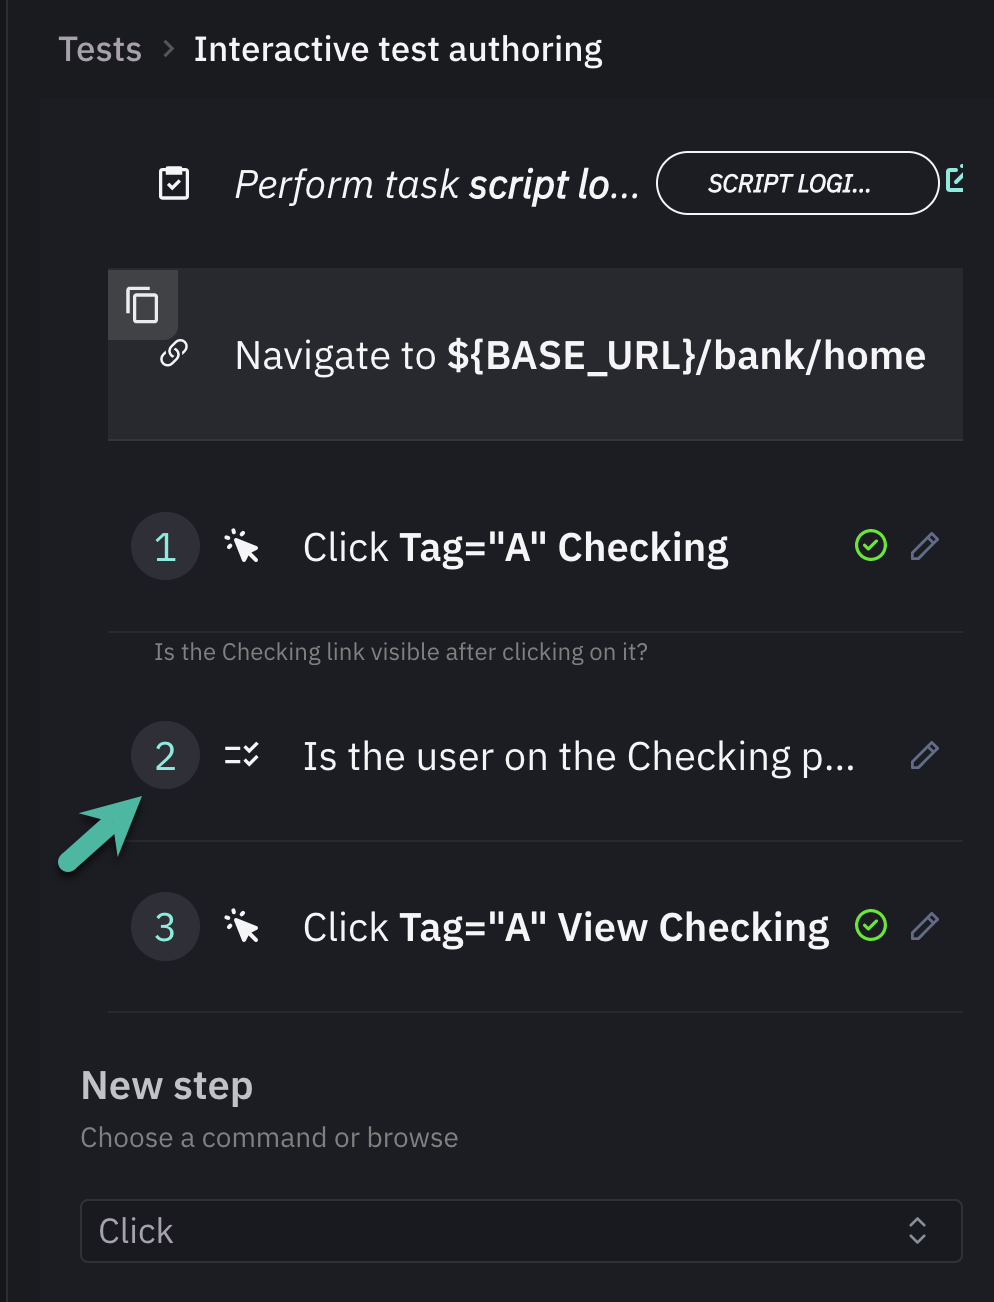 Tests > Interactive test authoring
Perform task script lo... SCRIPT LOGI...
Navigate to ${BASE_URL}/bank/home
1 Click Tag="A" Checking
Is the Checking link visible after clicking on it?
2 Is the user on the Checking p...
3 Click Tag="A" View Checking
New step
Choose a command or browse
Click